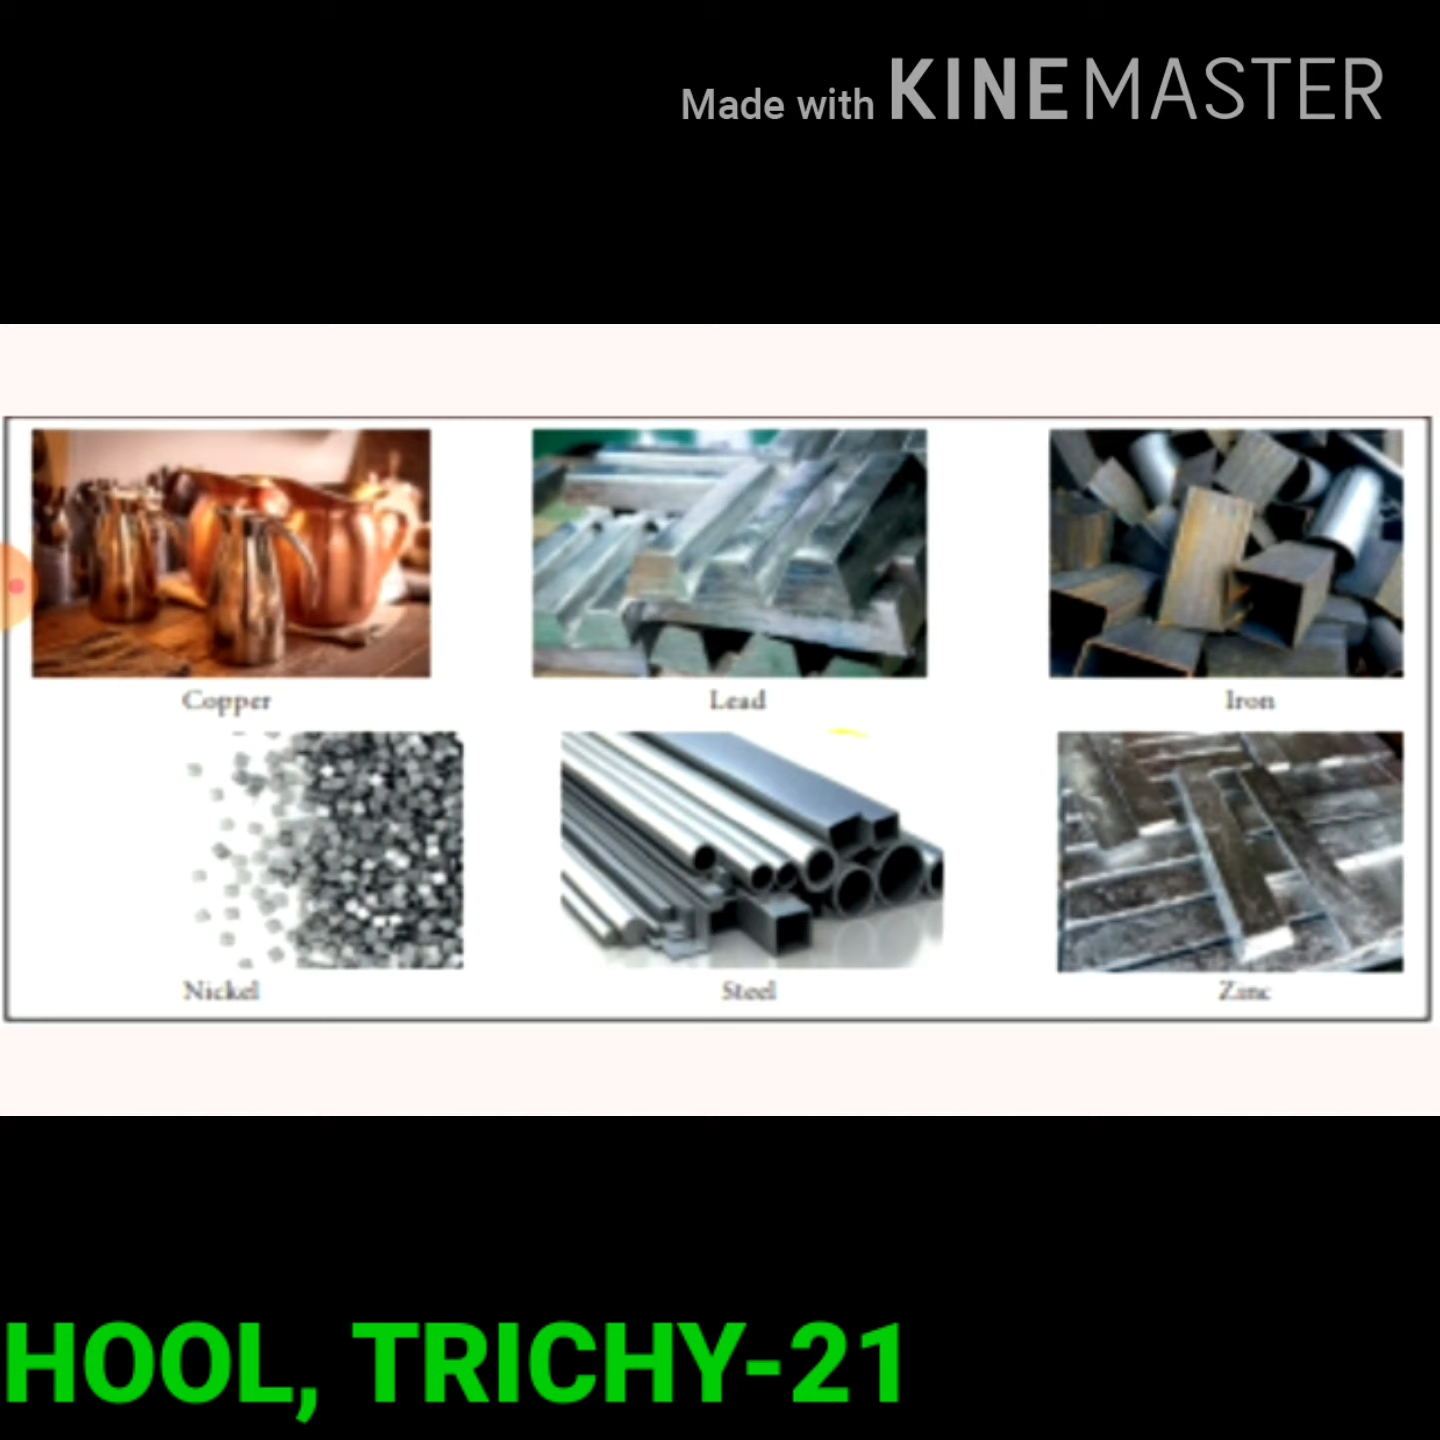 Made with KINEMASTER
Copper
Lead
Iron
Nickel
Steel
Zinc
HOOL, TRICHY-21